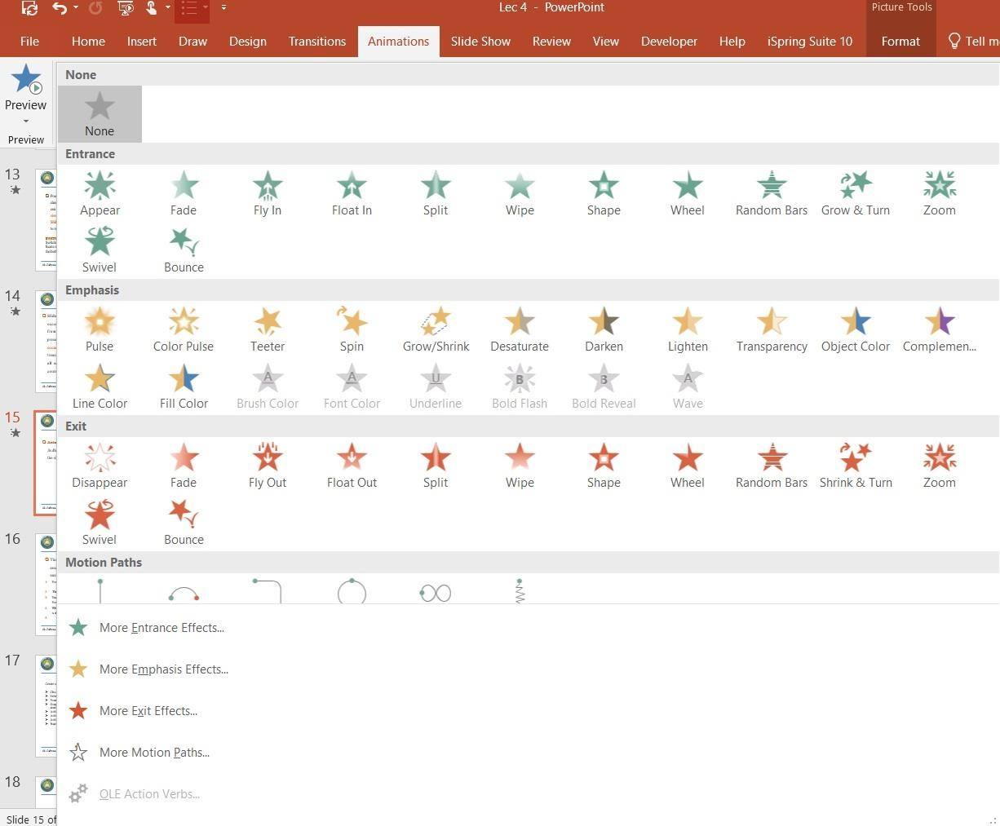 Lec 4 - PowerPoint
Picture Tools
File Home Insert Draw Design Transitions Animations Slide Show Review View Developer Help iSpring Suite 10 Format Tell m
Preview
Preview
None
None
Entrance
Appear Fade Fly In Float In Split Wipe Shape Wheel Random Bars Grow & Turn Zoom
Swivel Bounce
Emphasis
Pulse Color Pulse Teeter Spin Grow/Shrink Desaturate Darken Lighten Transparency Object Color Complemen...
Line Color Fill Color Brush Color Font Color Underline Bold Flash Bold Reveal Wave
Exit
Disappear Fade Fly Out Float Out Split Wipe Shape Wheel Random Bars Shrink & Turn Zoom
Swivel Bounce
Motion Paths
More Entrance Effects...
More Emphasis Effects...
More Exit Effects...
More Motion Paths...
OLE Action Verbs...
13
14
15
16
17
18
Slide 15 of